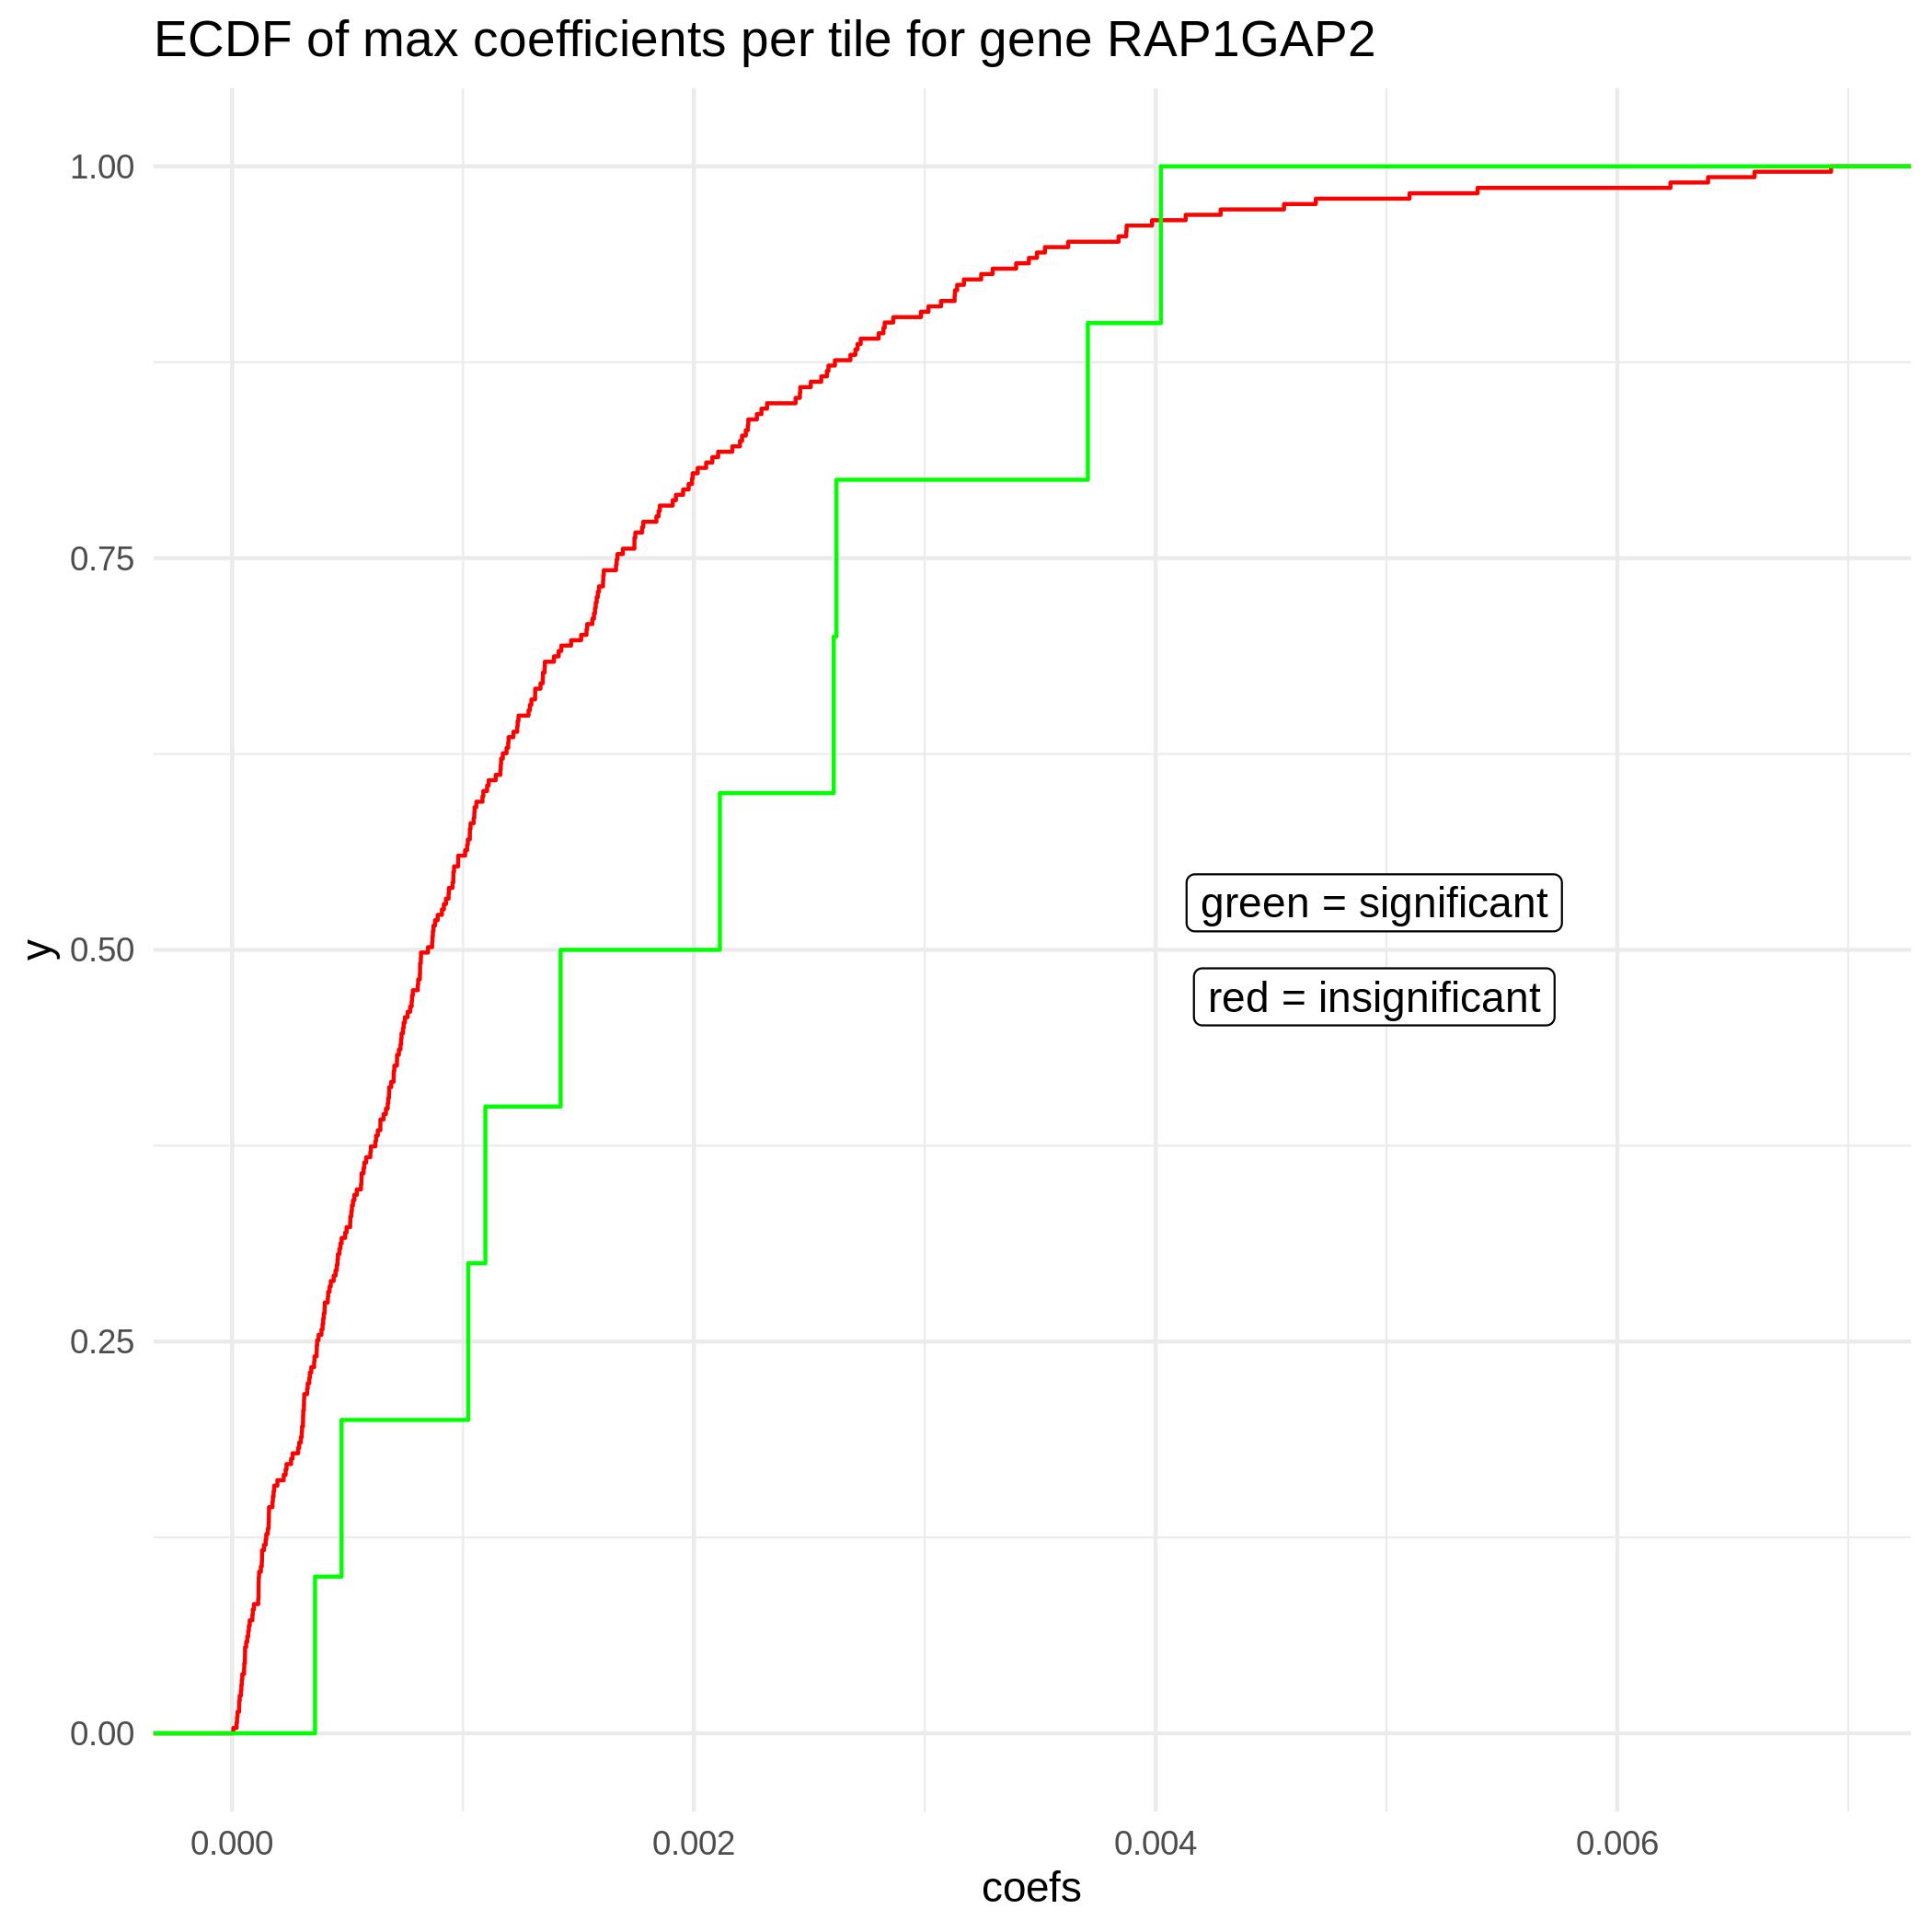 ECDF of max coefficients per tile for gene RAP1GAP2
1.00
0.75
0.50
0.25
0.00
y
green = significant
red = insignificant
0.000 0.002 0.004 0.006
coefs